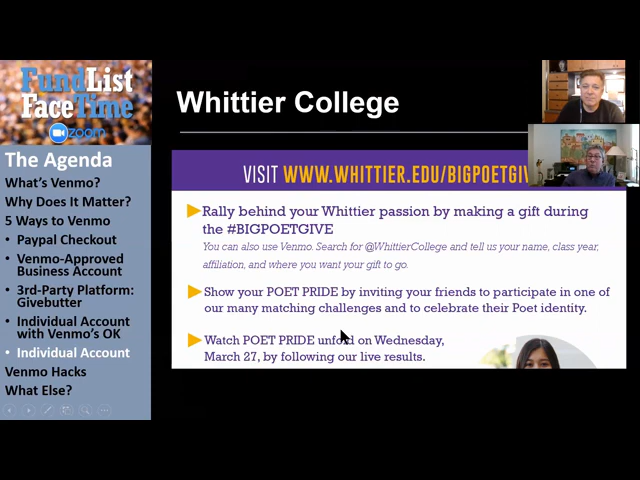 FundList
FaceTime
zoom
The Agenda
What's Venmo?
Why Does It Matter?
5 Ways to Venmo
• Paypal Checkout
• Venmo-Approved
Business Account
• 3rd-Party Platform:
Givebutter
• Individual Account
with Venmo's OK
• Individual Account
Venmo Hacks
What Else?
Whittier College
VISIT WWW.WHITTIER.EDU/BIGPOETGIV
Rally behind your Whittier passion by making a gift during
the #BIGPOETGIVE
You can also use Venmo. Search for @WhittierCollege and tell us your name, class year,
affiliation, and where you want your gift to go.
Show your POET PRIDE by inviting your friends to participate in one of
our many matching challenges and to celebrate their Poet identity.
Watch POET PRIDE unfold on Wednesday,
March 27, by following our live results.